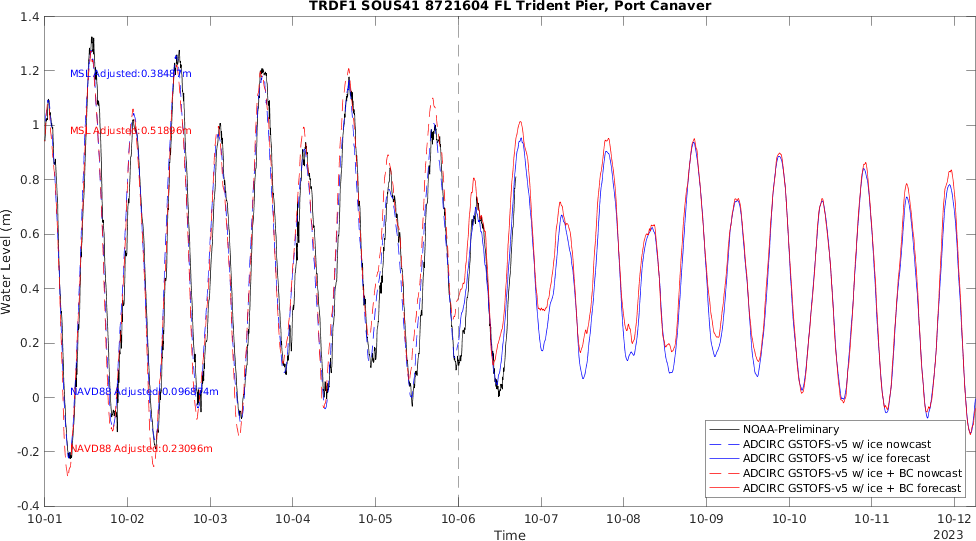 TRDF1 SOUS41 8721604 FL Trident Pier, Port Canaver
1.4
1.2
1
0.8
0.6
0.4
0.2
0
-0.2
-0.4
Water Level (m)
MSL Adjusted:0.38487m
MSL Adjusted:0.51896m
NAVD88 Adjusted:0.096864m
NAVD88 Adjusted:0.23096m
NOAA-Preliminary
ADCIRC GSTOFS-v5 w/ ice nowcast
ADCIRC GSTOFS-v5 w/ ice forecast
ADCIRC GSTOFS-v5 w/ ice + BC nowcast
ADCIRC GSTOFS-v5 w/ ice + BC forecast
10-01 10-02 10-03 10-04 10-05 10-06 10-07 10-08 10-09 10-10 10-11 10-12
Time
2023